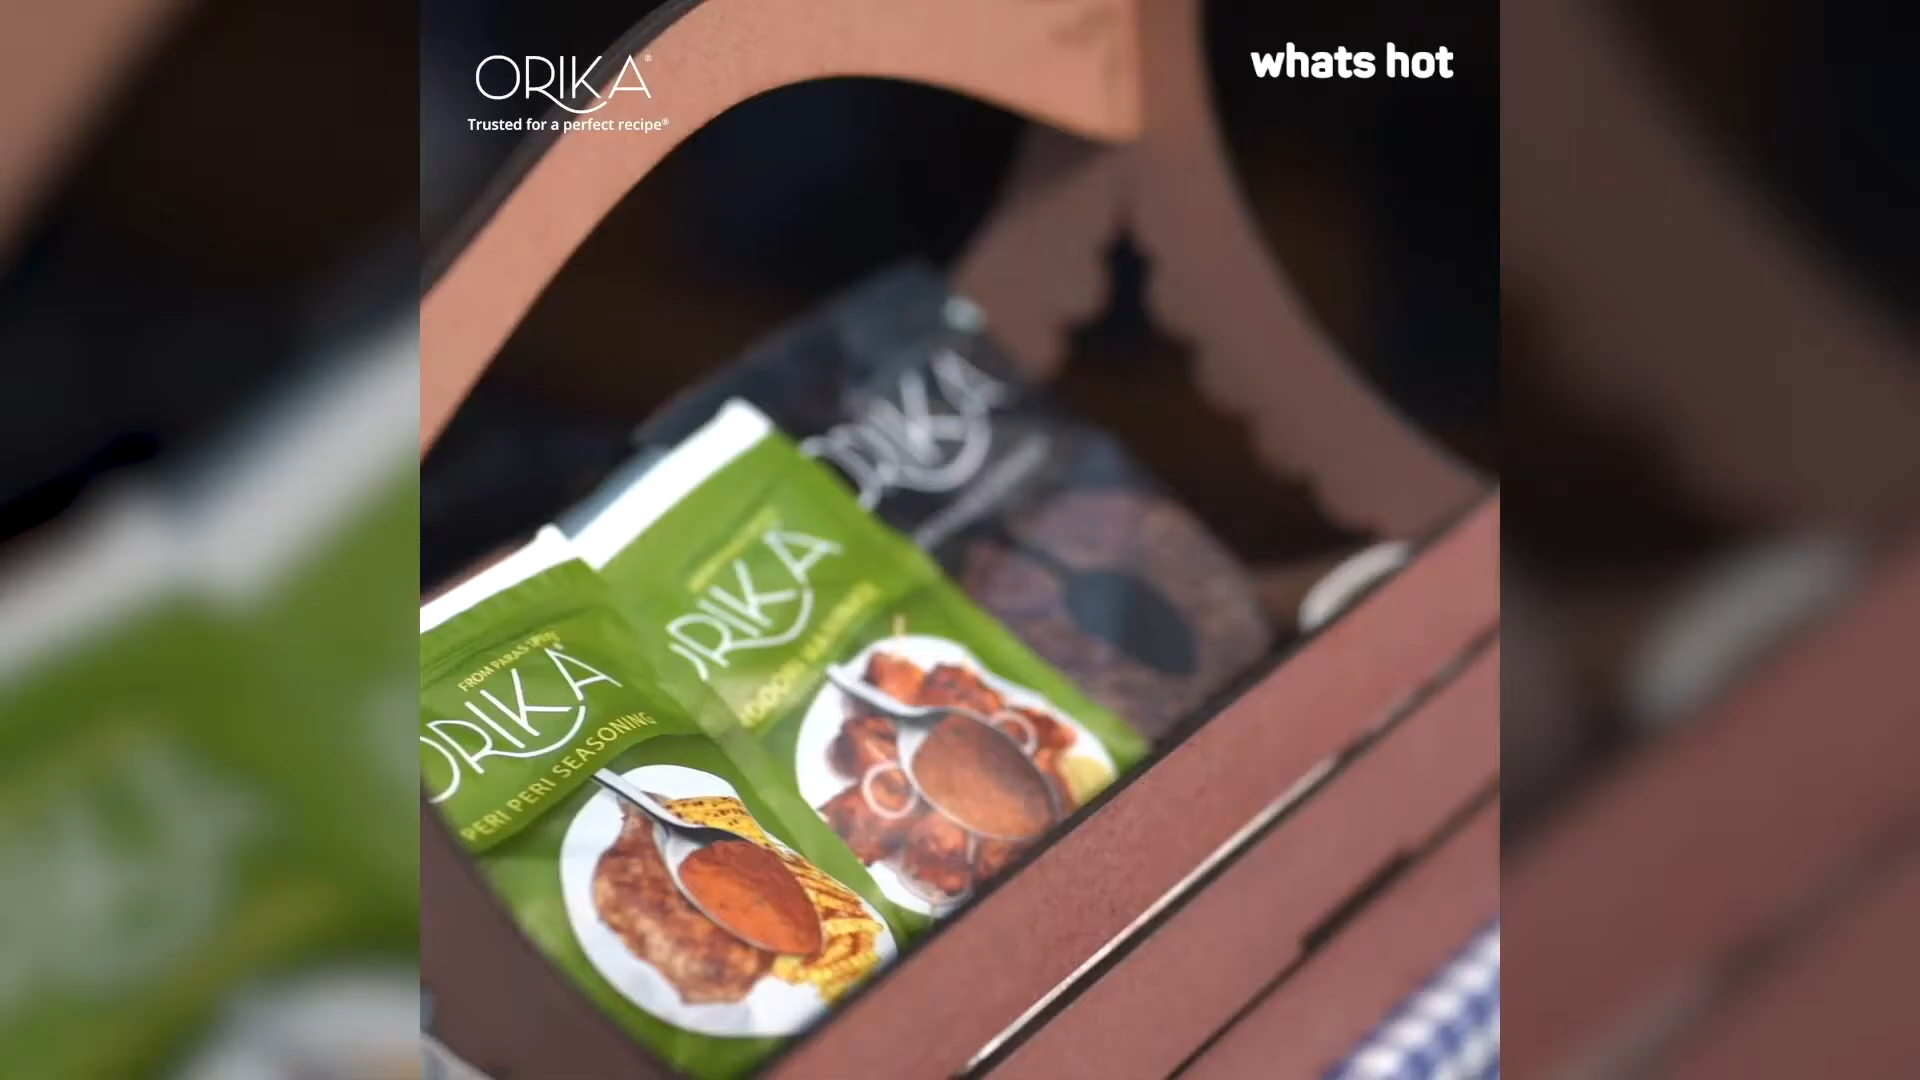 ORIKA®
Trusted for a perfect recipe®
whats hot
ORIKA
ORIKA
FROM PARAS SPICES
ORIKA
PERI PERI SEASONING